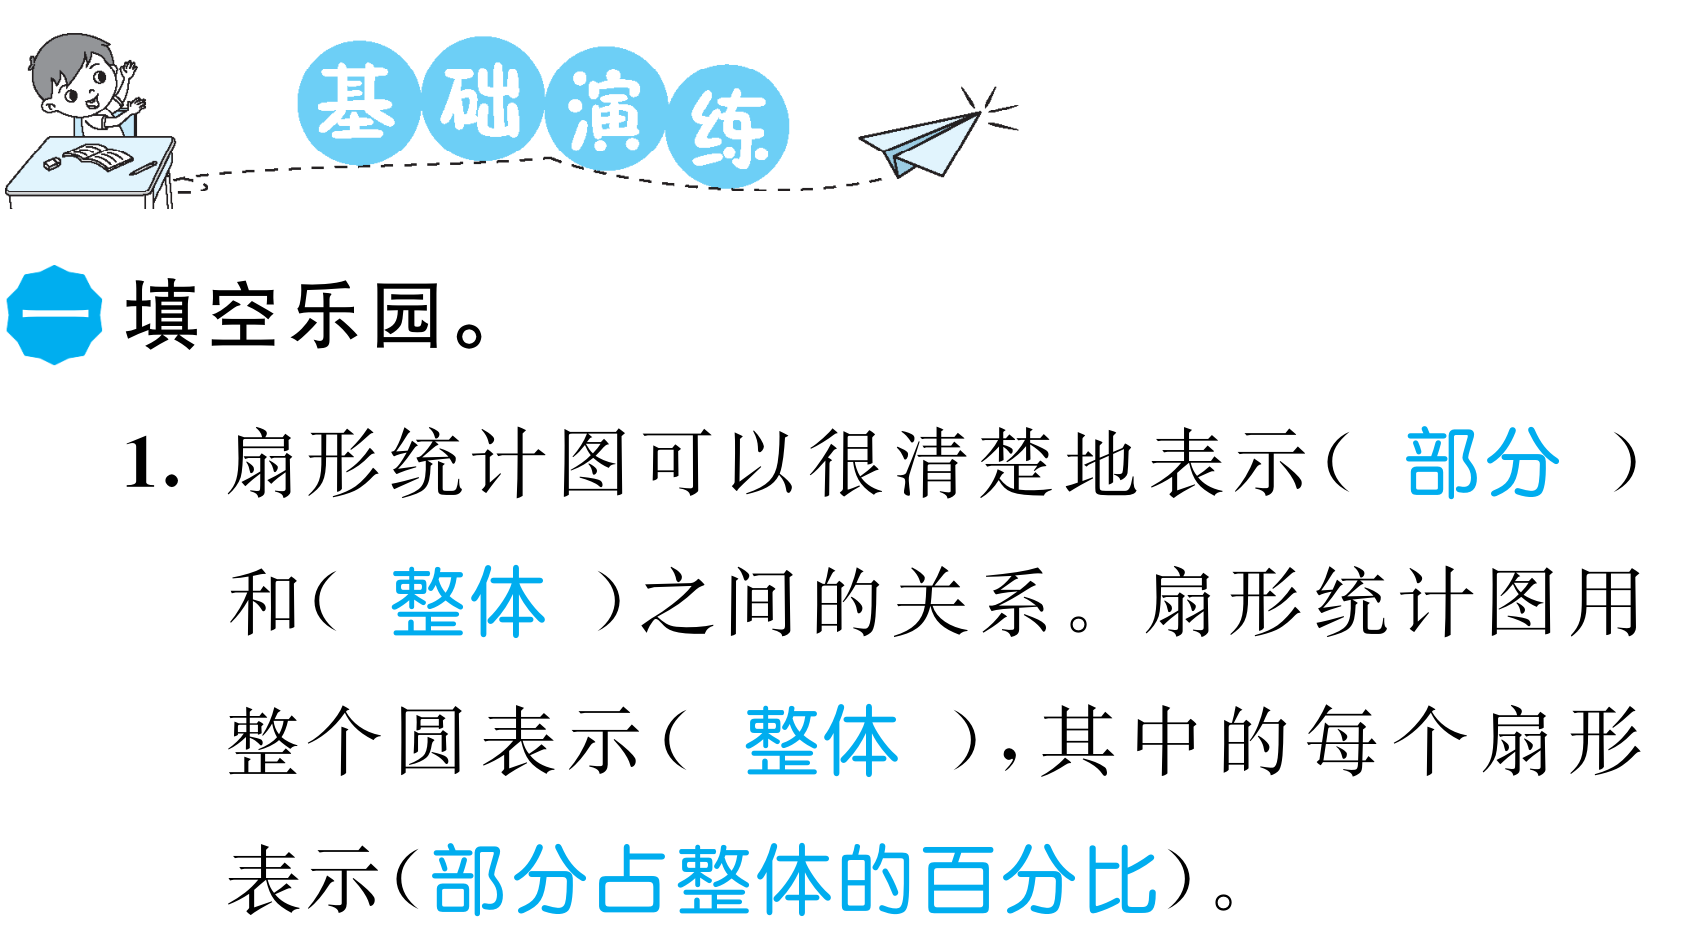 基础演练
一 填空乐园。
1. 扇形统计图可以很清楚地表示( 部分 )
和( 整体 )之间的关系。扇形统计图用
整个圆表示( 整体 ),其中的每个扇形
表示(部分占整体的百分比)。